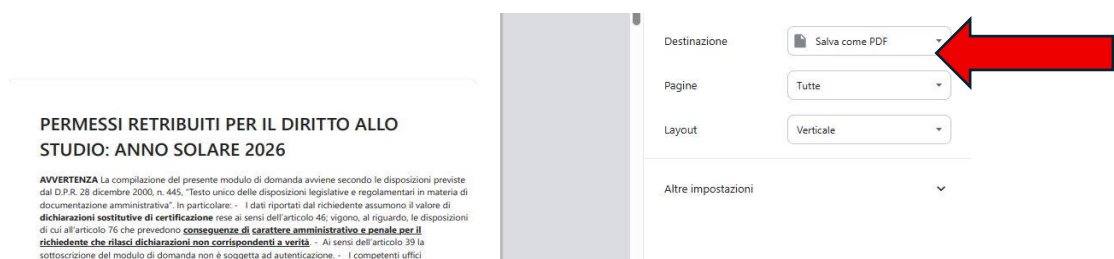 PERMESSI RETRIBUITI PER IL DIRITTO ALLO
STUDIO: ANNO SOLARE 2026
AVVERTENZA La compilazione del presente modulo di domanda avviene secondo le disposizioni previste
dal D.P.R. 28 dicembre 2000, n. 445, "Testo unico delle disposizioni legislative e regolamentari in materia di
documentazione amministrativa". In particolare: - I dati riportati dal richiedente assumono il valore di
dichiarazioni sostitutive di certificazione rese ai sensi dell'articolo 46; vigono, al riguardo, le disposizioni
di cui all'articolo 76 che prevedono conseguenze di carattere amministrativo e penale per il
richiedente che rilasci dichiarazioni non corrispondenti a verità. - Ai sensi dell'articolo 39 la
sottoscrizione del modulo di domanda non è soggetta ad autenticazione. - I competenti uffici
Destinazione Salva come PDF
Pagine Tutte
Layout Verticale
Altre impostazioni